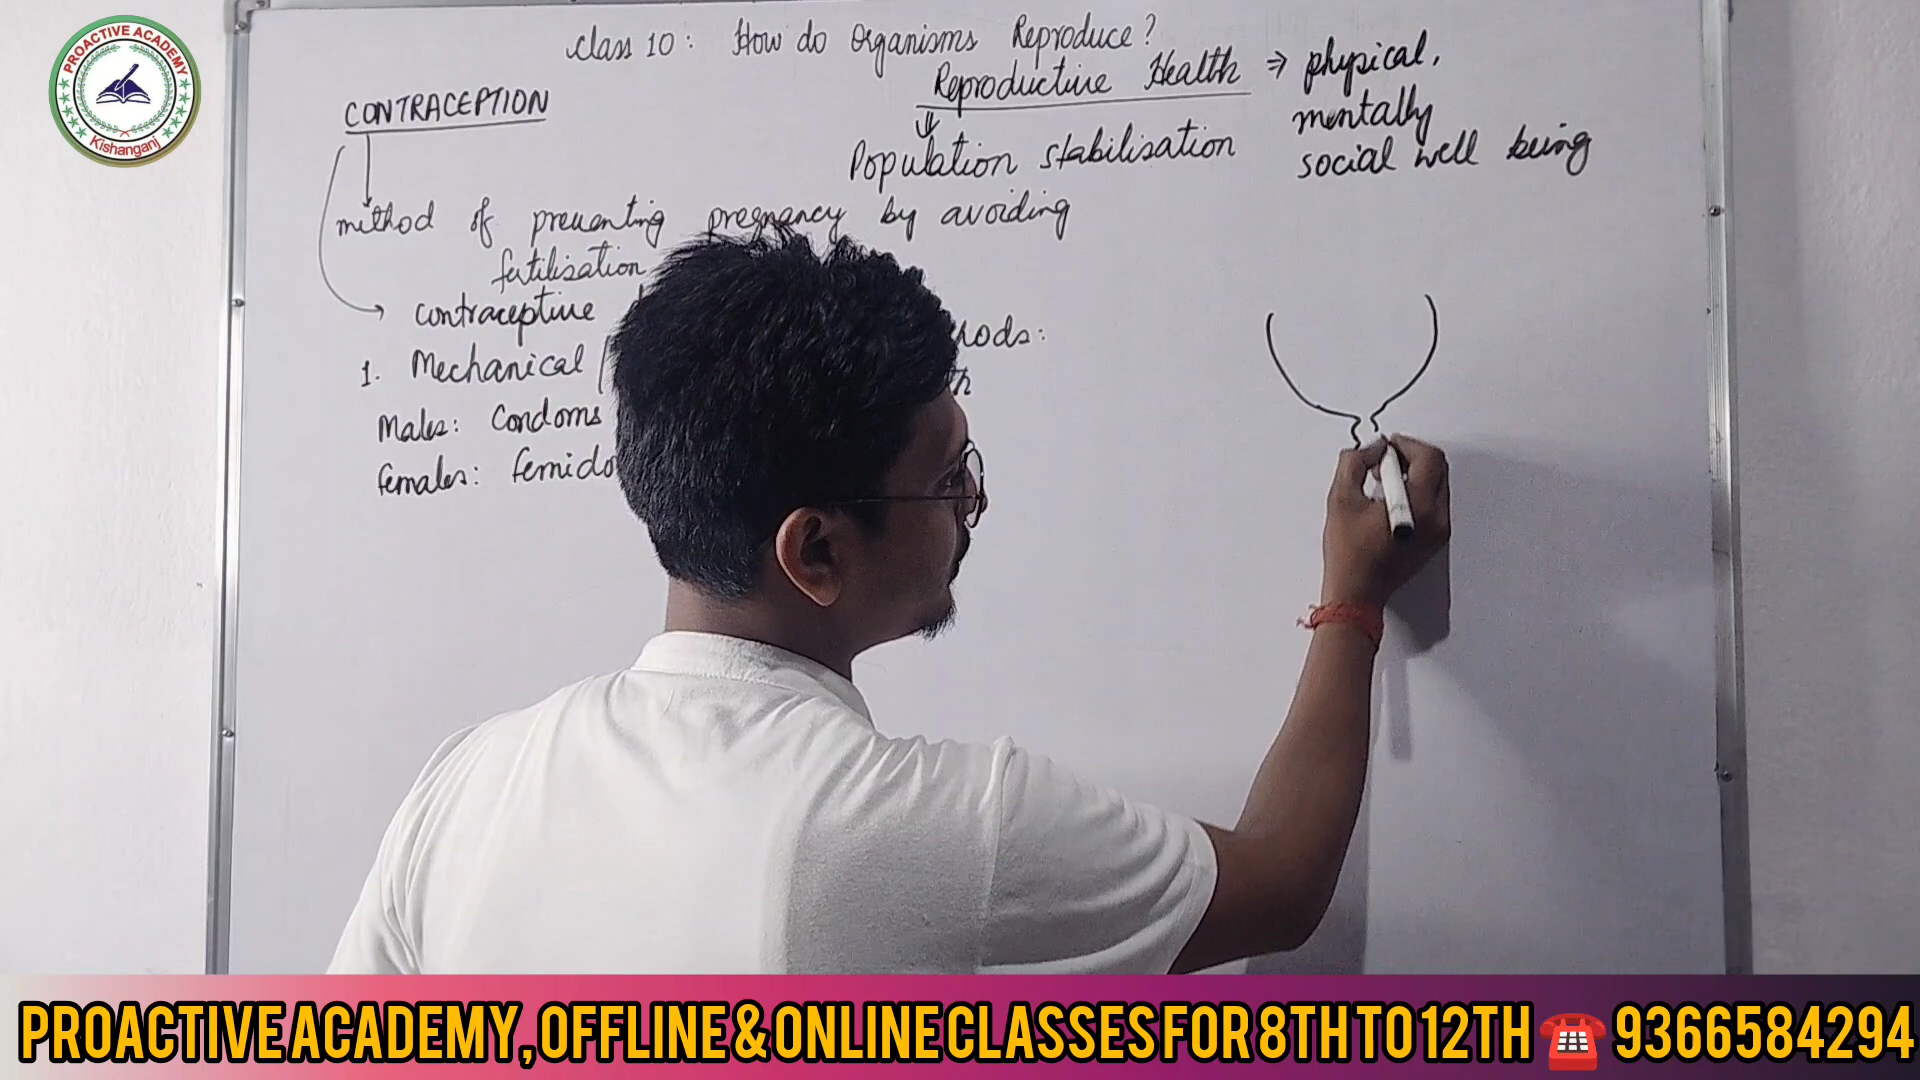 PROACTIVE ACADEMY
Kishanganj
Class 10: How do Organisms Reproduce?
CONTRACEPTION
Reproductive Health ⇒ physical,
mentally
social well being
⇓
Population stabilisation
method of preventing pregnancy by avoiding
fertilisation
→ contraceptive
1. Mechanical
Males: Condoms
females:
PROACTIVE ACADEMY, OFFLINE & ONLINE CLASSES FOR 8TH TO 12TH ☎ 9366584294